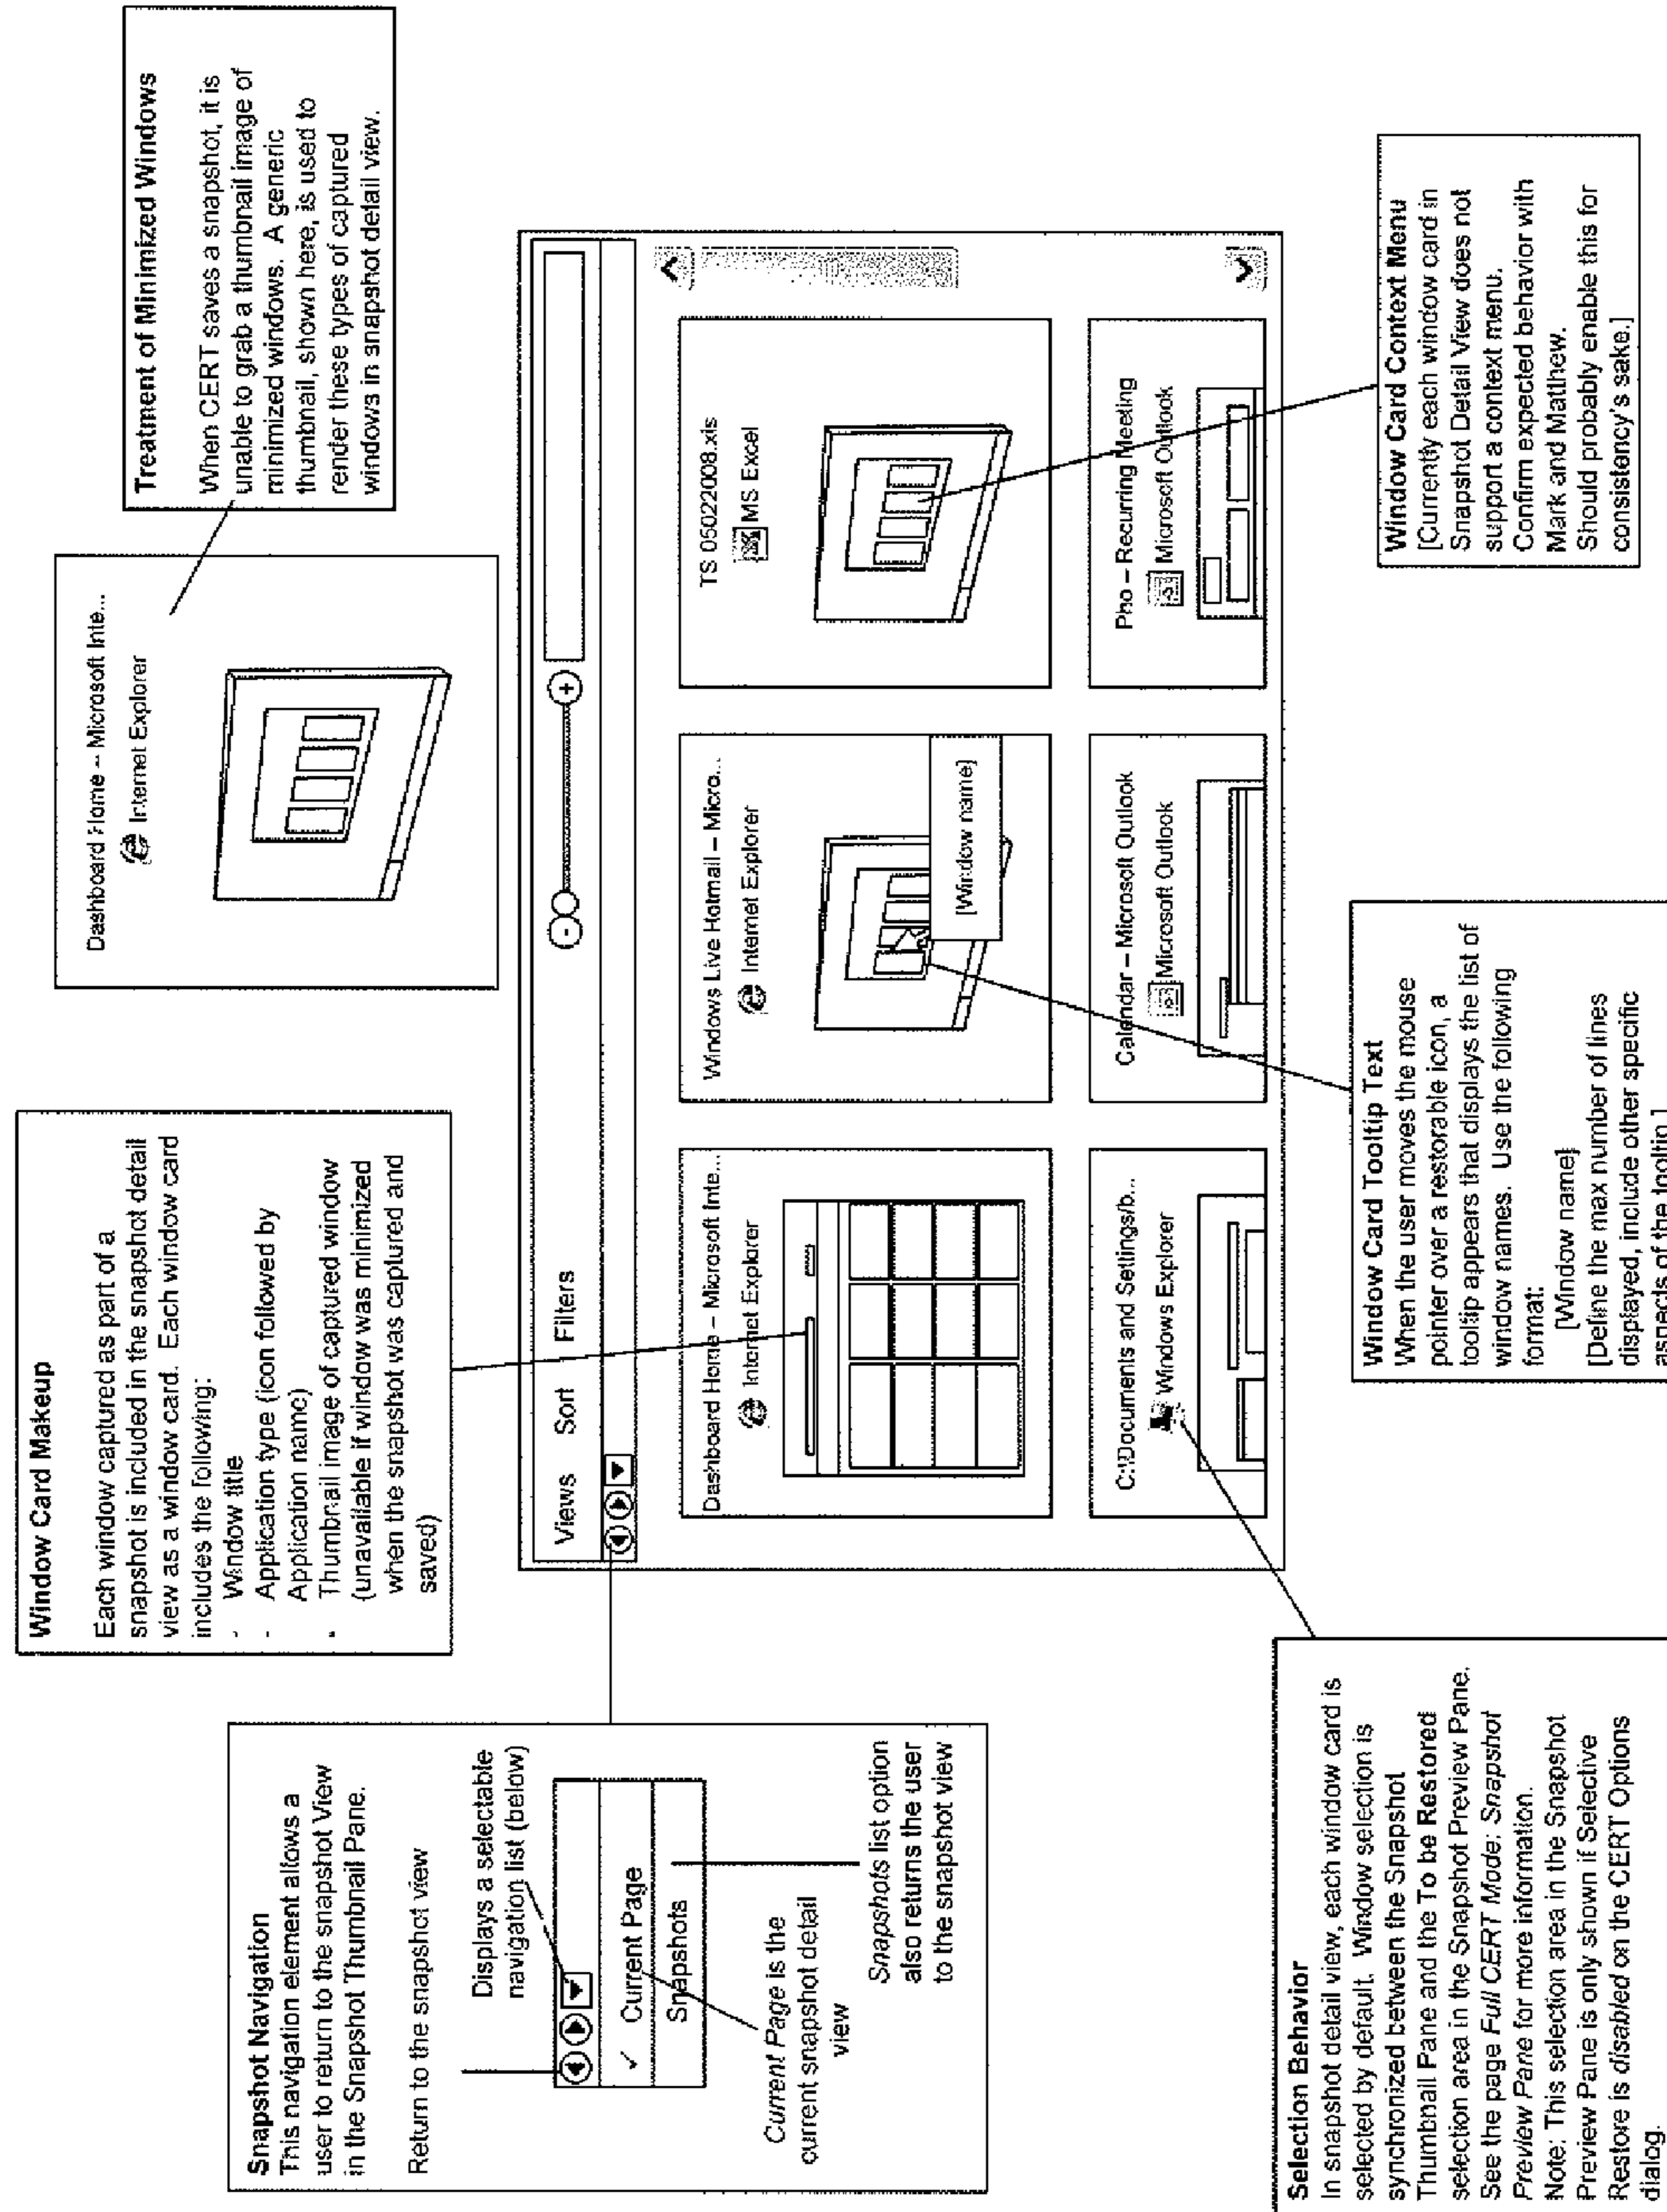 Snapshot Navigation
This navigation element allows a
user to return to the snapshot View
in the Snapshot Thumbnail Pane.
Return to the snapshot view
Displays a selectable
navigation list (below)
✓ Current Page
Snapshots
Current Page is the
current snapshot detail
view
Snapshots list option
also returns the user
to the snapshot view
Window Card Makeup
Each window captured as part of a
snapshot is included in the snapshot detail
view as a window card. Each window card
includes the following:
- Window title
- Application type (icon followed by
Application name)
- Thumbnail image of captured window
(unavailable if window was minimized
when the snapshot was captured and
saved)
Dashboard Home – Microsoft Inte...
Internet Explorer
Treatment of Minimized Windows
When CERT saves a snapshot, it is
unable to grab a thumbnail image of
minimized windows. A generic
thumbnail, shown here, is used to
render these types of captured
windows in snapshot detail view.
Views Sort Filters
- +
Dashboard Home – Microsoft Inte...
Internet Explorer
Windows Live Hotmail – Micro...
Internet Explorer
[Window name]
TS 05022008.xls
MS Excel
C:\Documents and Setings/b...
Windows Explorer
Calendar – Microsoft Outlook
Microsoft Outlook
Pho – Recurring Meeting
Microsoft Outlook
Selection Behavior
In snapshot detail view, each window card is
selected by default. Window selection is
synchronized between the Snapshot
Thumbnail Pane and the To be Restored
selection area in the Snapshot Preview Pane.
See the page Full CERT Mode: Snapshot
Preview Pane for more information.
Note: This selection area in the Snapshot
Preview Pane is only shown if Selective
Restore is disabled on the CERT Options
dialog.
Window Card Tooltip Text
When the user moves the mouse
pointer over a restorable icon, a
tooltip appears that displays the list of
window names. Use the following
format:
[Window name]
[Define the max number of lines
displayed, include other specific
aspects of the tooltip.]
Window Card Context Menu
[Currently each window card in
Snapshot Detail View does not
support a context menu.
Confirm expected behavior with
Mark and Matthew.
Should probably enable this for
consistency's sake.]